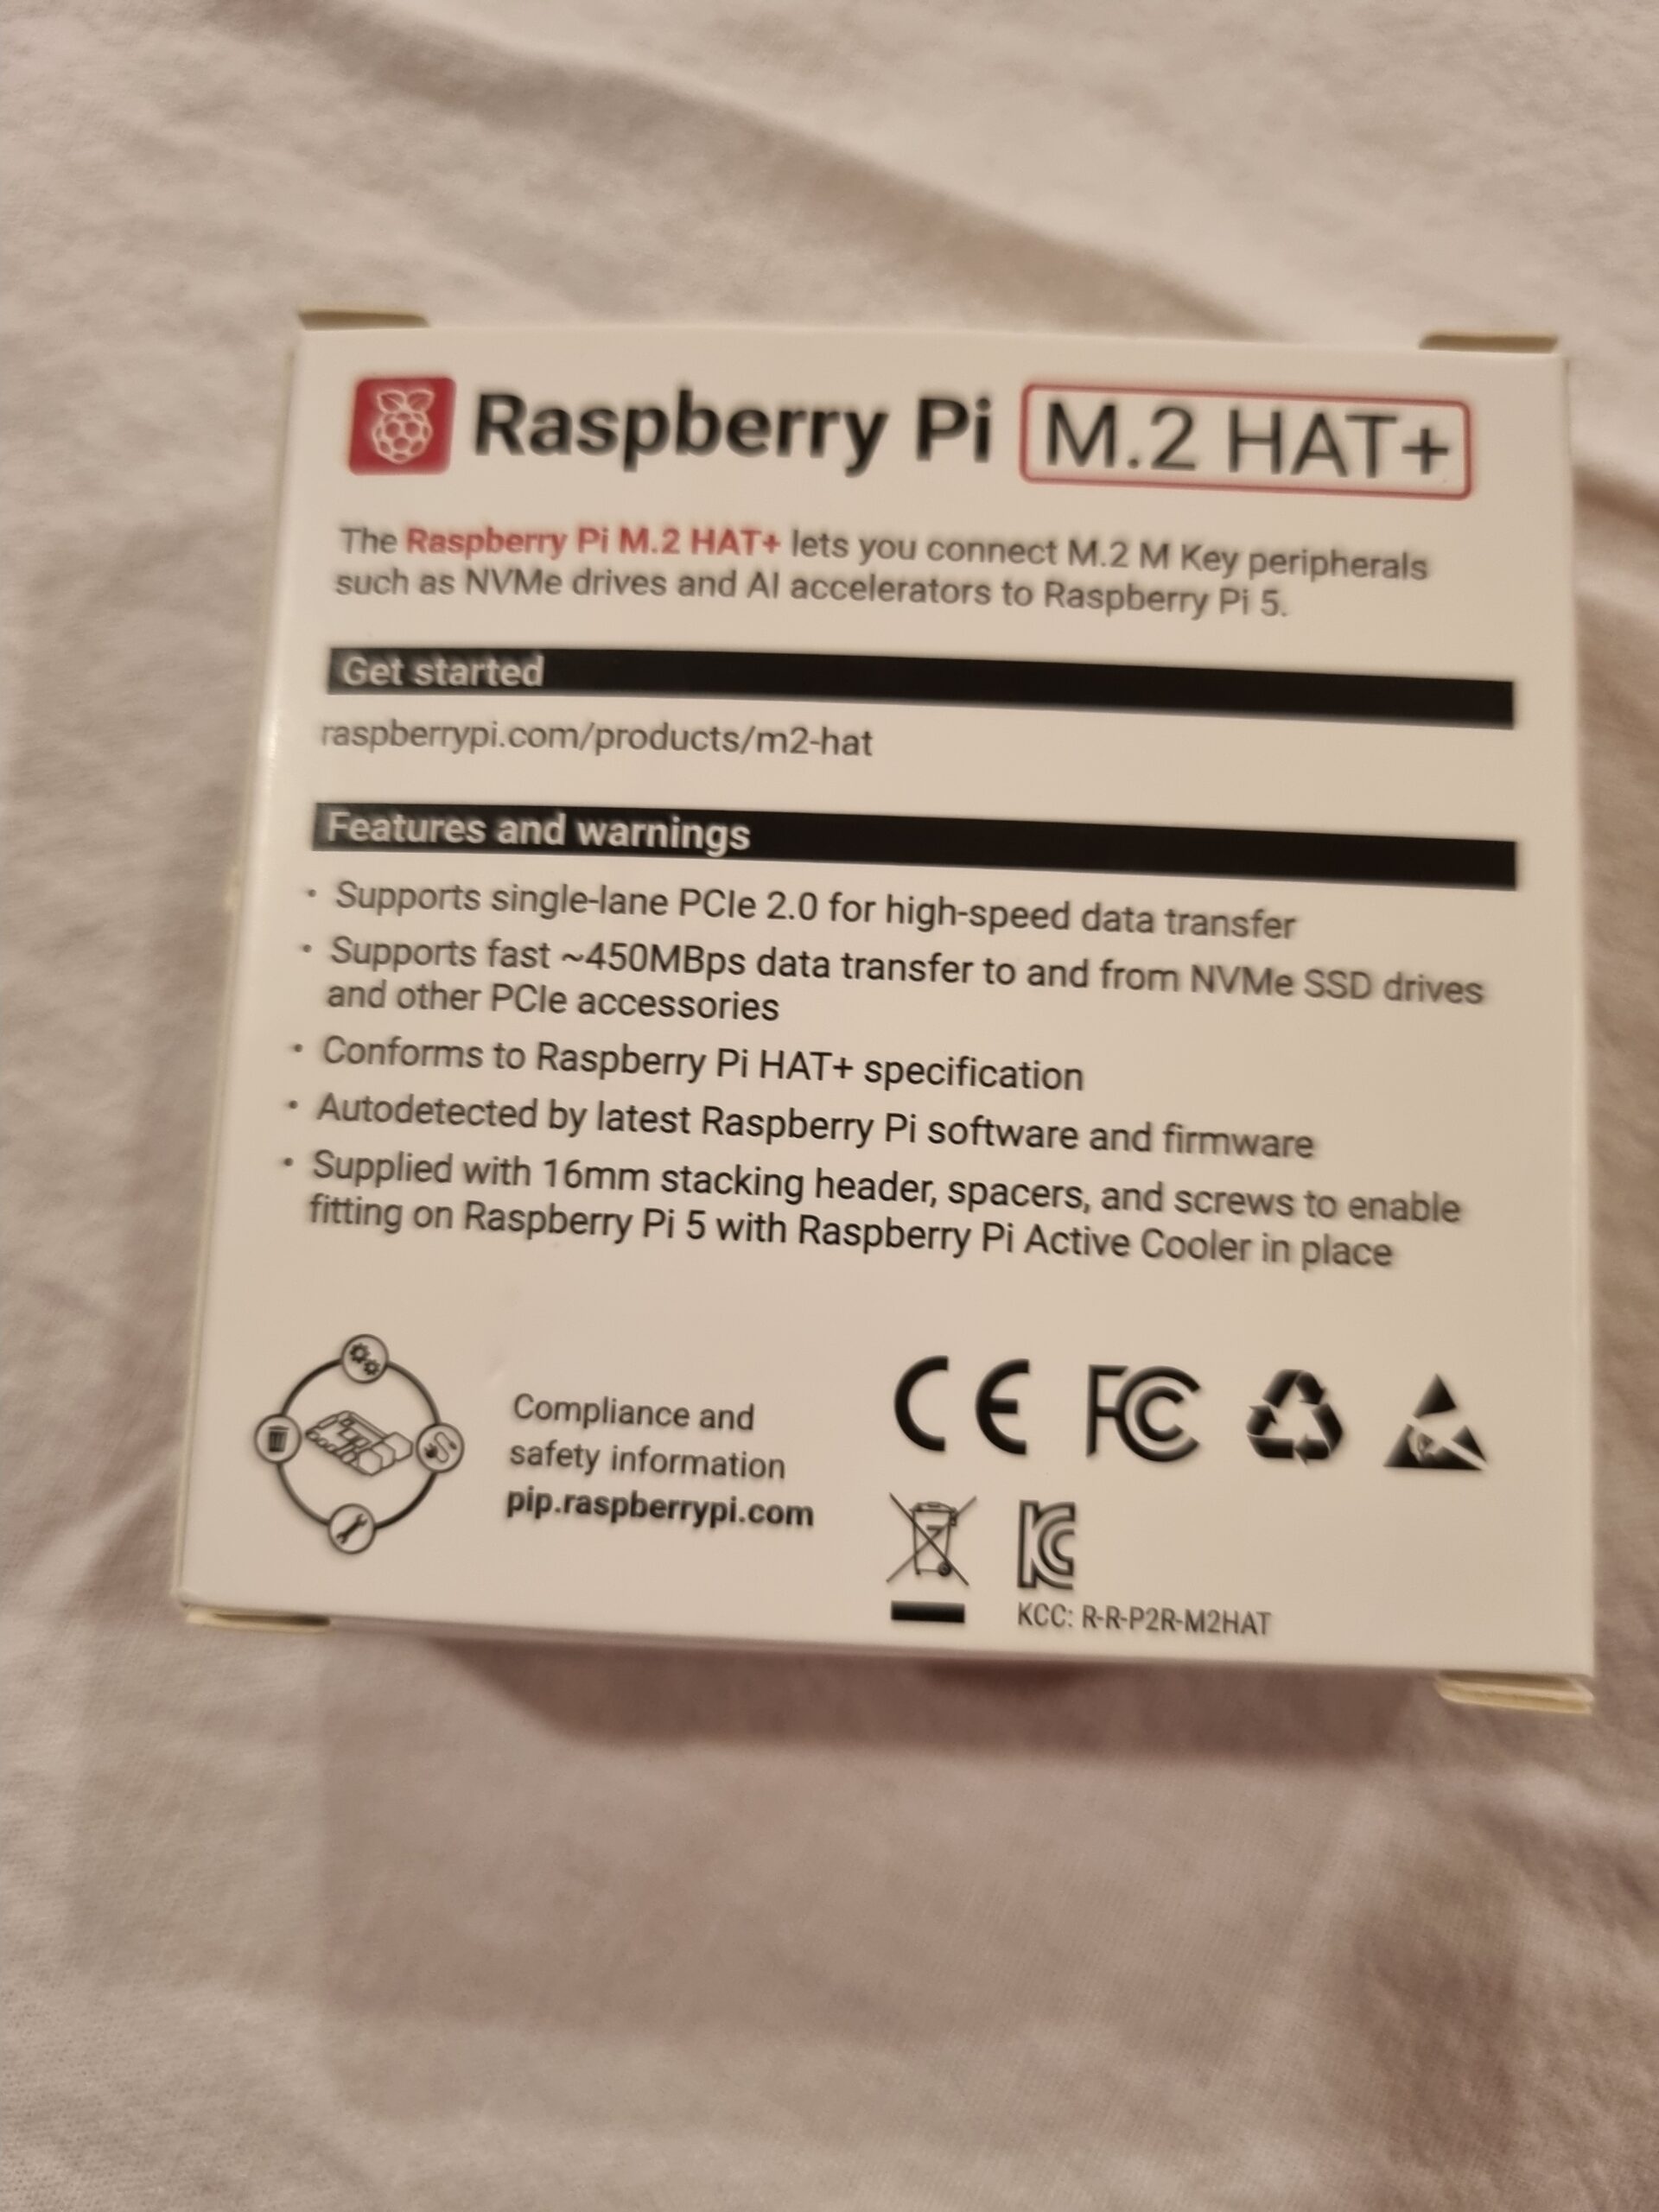 Raspberry Pi M.2 HAT+
The Raspberry Pi M.2 HAT+ lets you connect M.2 M Key peripherals
such as NVMe drives and AI accelerators to Raspberry Pi 5.
Get started
raspberrypi.com/products/m2-hat
Features and warnings
• Supports single-lane PCIe 2.0 for high-speed data transfer
• Supports fast ~450MBps data transfer to and from NVMe SSD drives
and other PCIe accessories
• Conforms to Raspberry Pi HAT+ specification
• Autodetected by latest Raspberry Pi software and firmware
• Supplied with 16mm stacking header, spacers, and screws to enable
fitting on Raspberry Pi 5 with Raspberry Pi Active Cooler in place
Compliance and
safety information
pip.raspberrypi.com
CE FC
KC
KCC: R-R-P2R-M2HAT